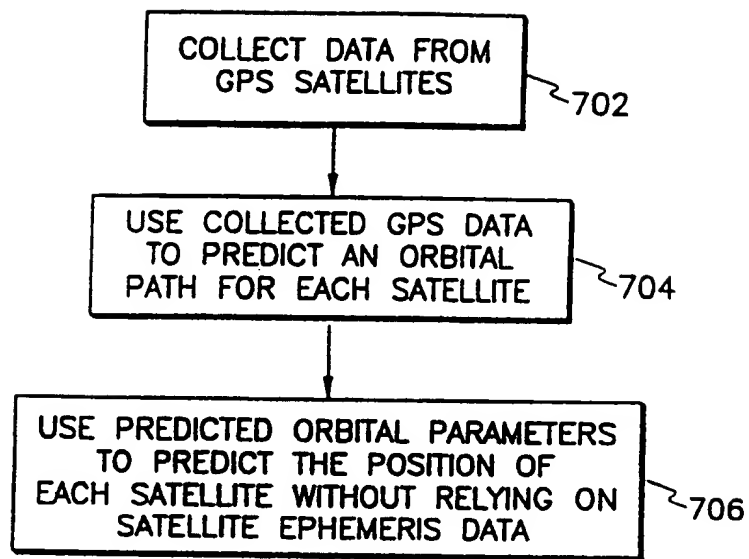 COLLECT DATA FROM
GPS SATELLITES
702
USE COLLECTED GPS DATA
TO PREDICT AN ORBITAL
PATH FOR EACH SATELLITE
704
USE PREDICTED ORBITAL PARAMETERS
TO PREDICT THE POSITION OF
EACH SATELLITE WITHOUT RELYING ON
SATELLITE EPHEMERIS DATA
706